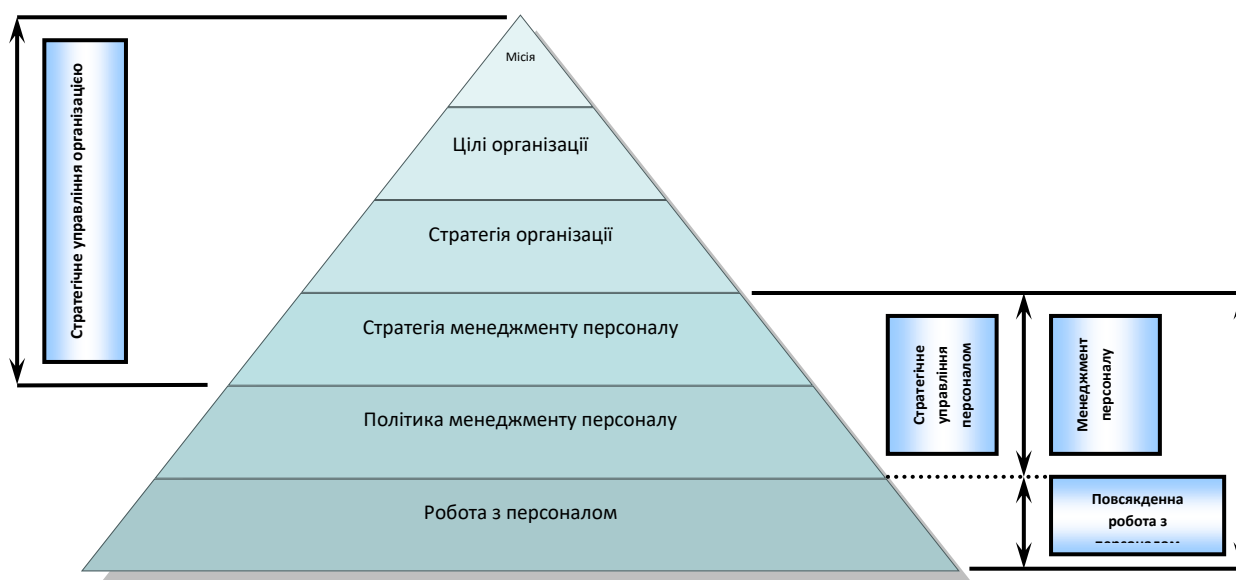 Місія
Цілі організації
Стратегія організації
Стратегія менеджменту персоналу
Політика менеджменту персоналу
Робота з персоналом
Стратегічне управління організацією
Стратегічне
управління
персоналом
Менеджмент
персоналу
Повсякденна
робота з
персоналом